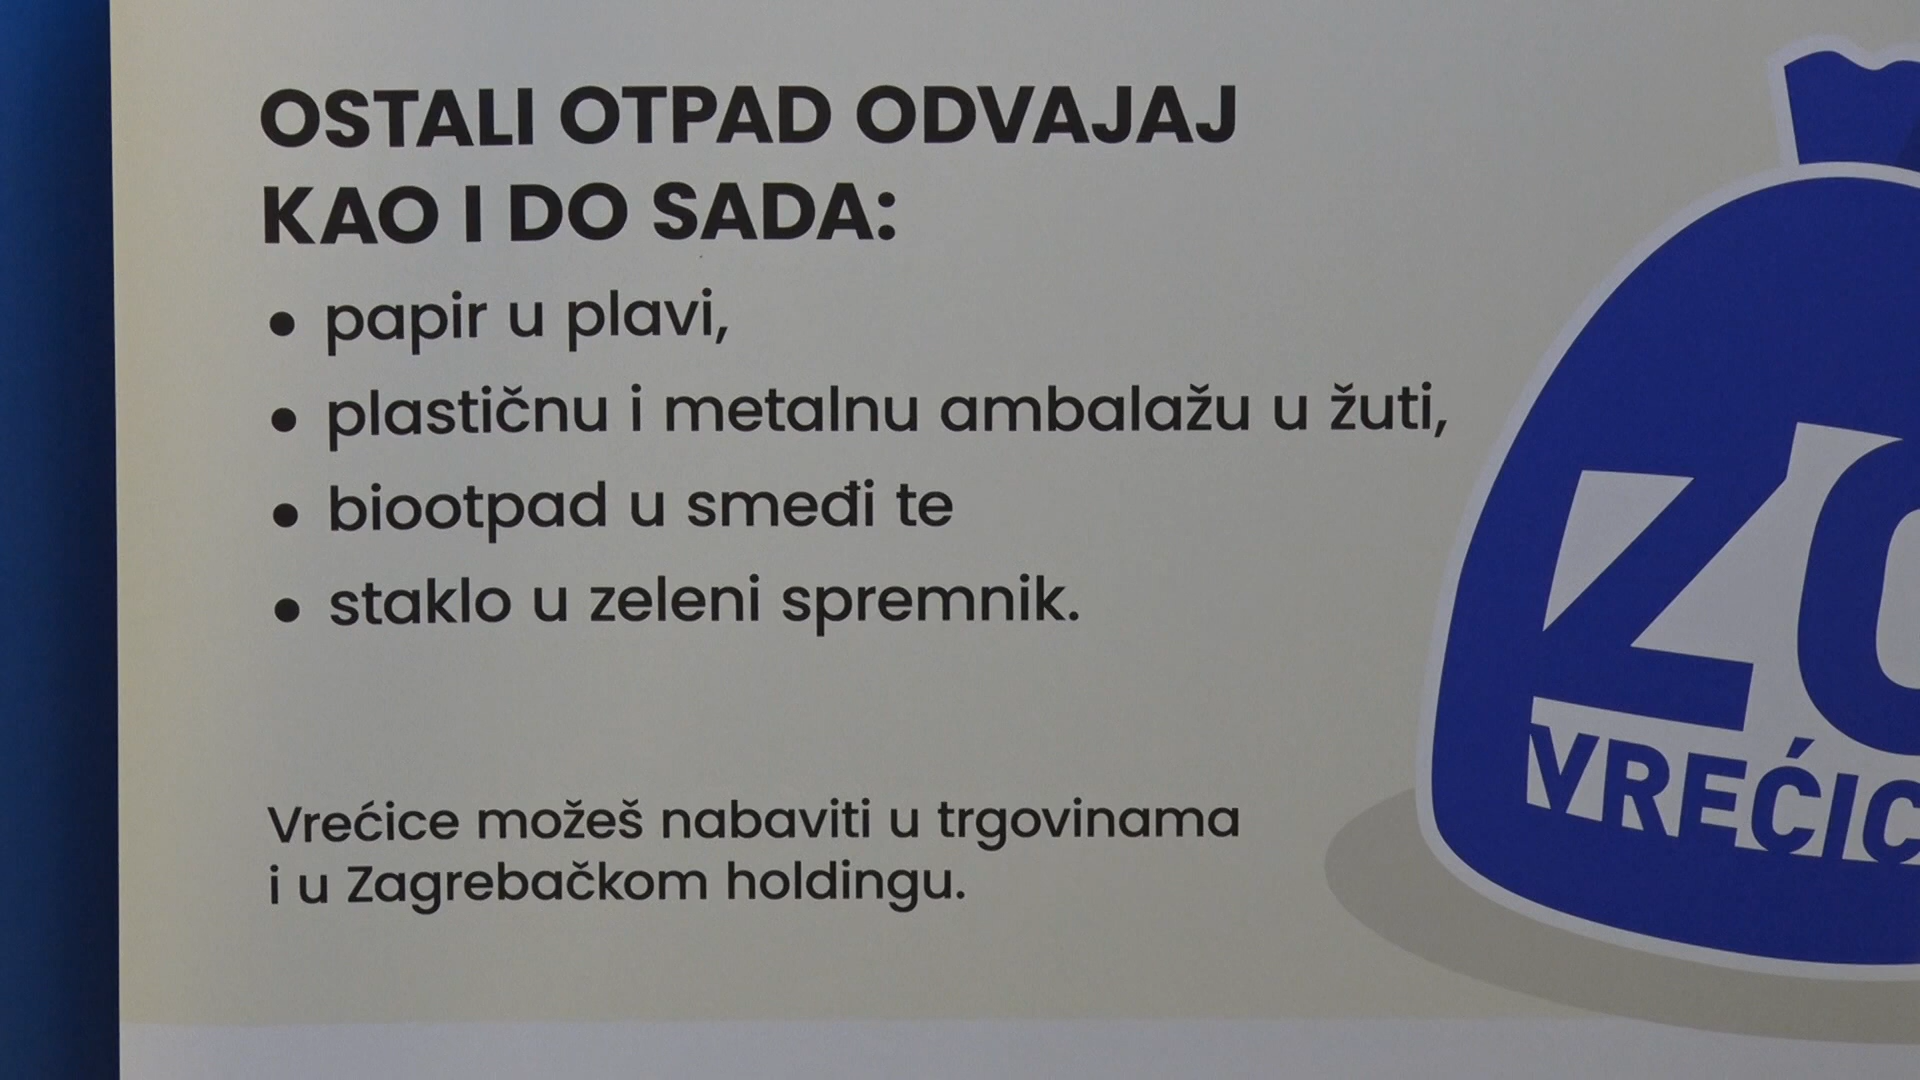 OSTALI OTPAD ODVAJAJ
KAO I DO SADA:
• papir u plavi,
• plastičnu i metalnu ambalažu u žuti,
• biootpad u smeđi te
• staklo u zeleni spremnik.
Vrećice možeš nabaviti u trgovinama
i u Zagrebačkom holdingu.